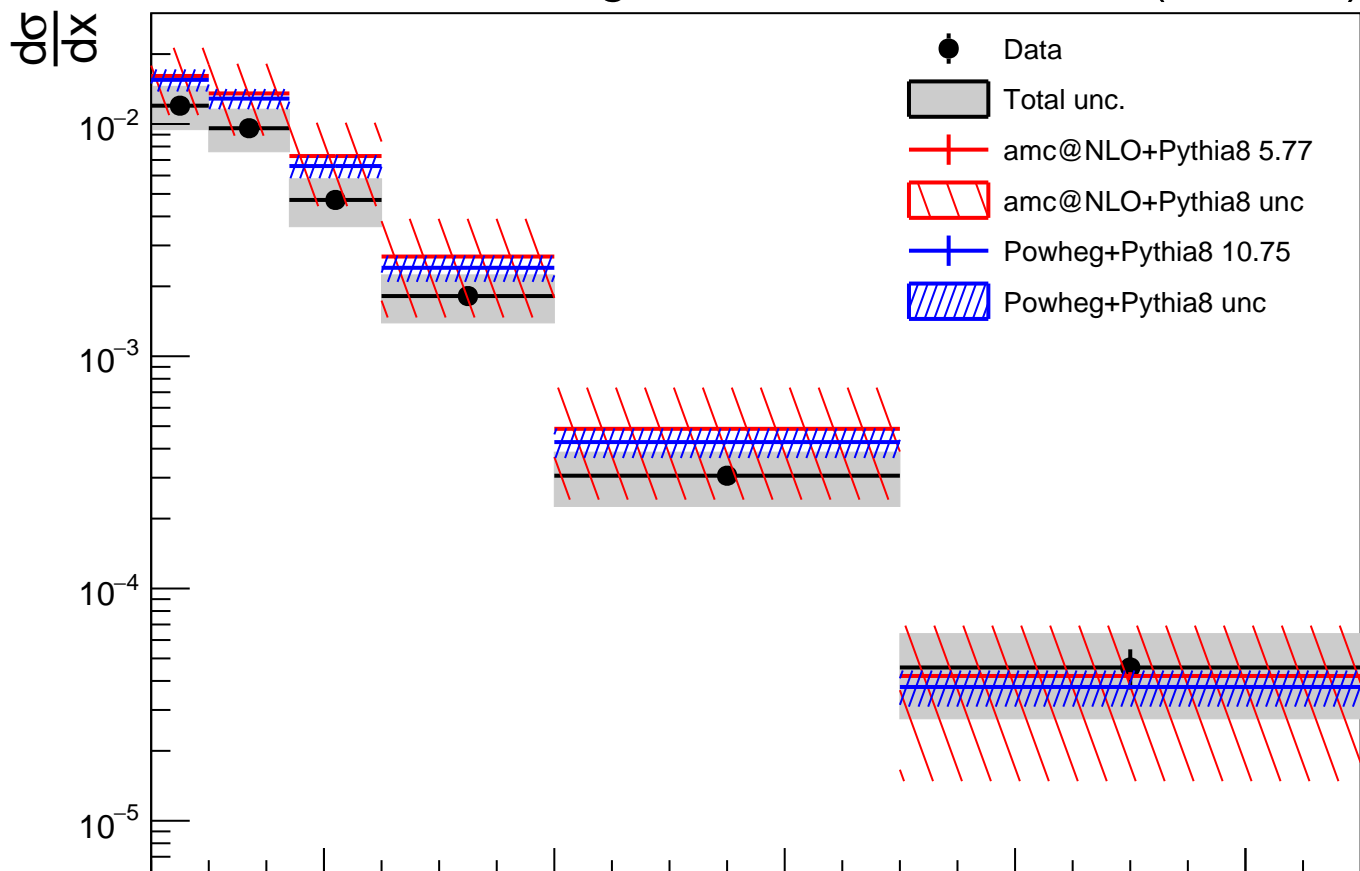 dσ
dx
Data
Total unc.
amc@NLO+Pythia8 5.77
amc@NLO+Pythia8 unc
Powheg+Pythia8 10.75
Powheg+Pythia8 unc
10⁻²
10⁻³
10⁻⁴
10⁻⁵